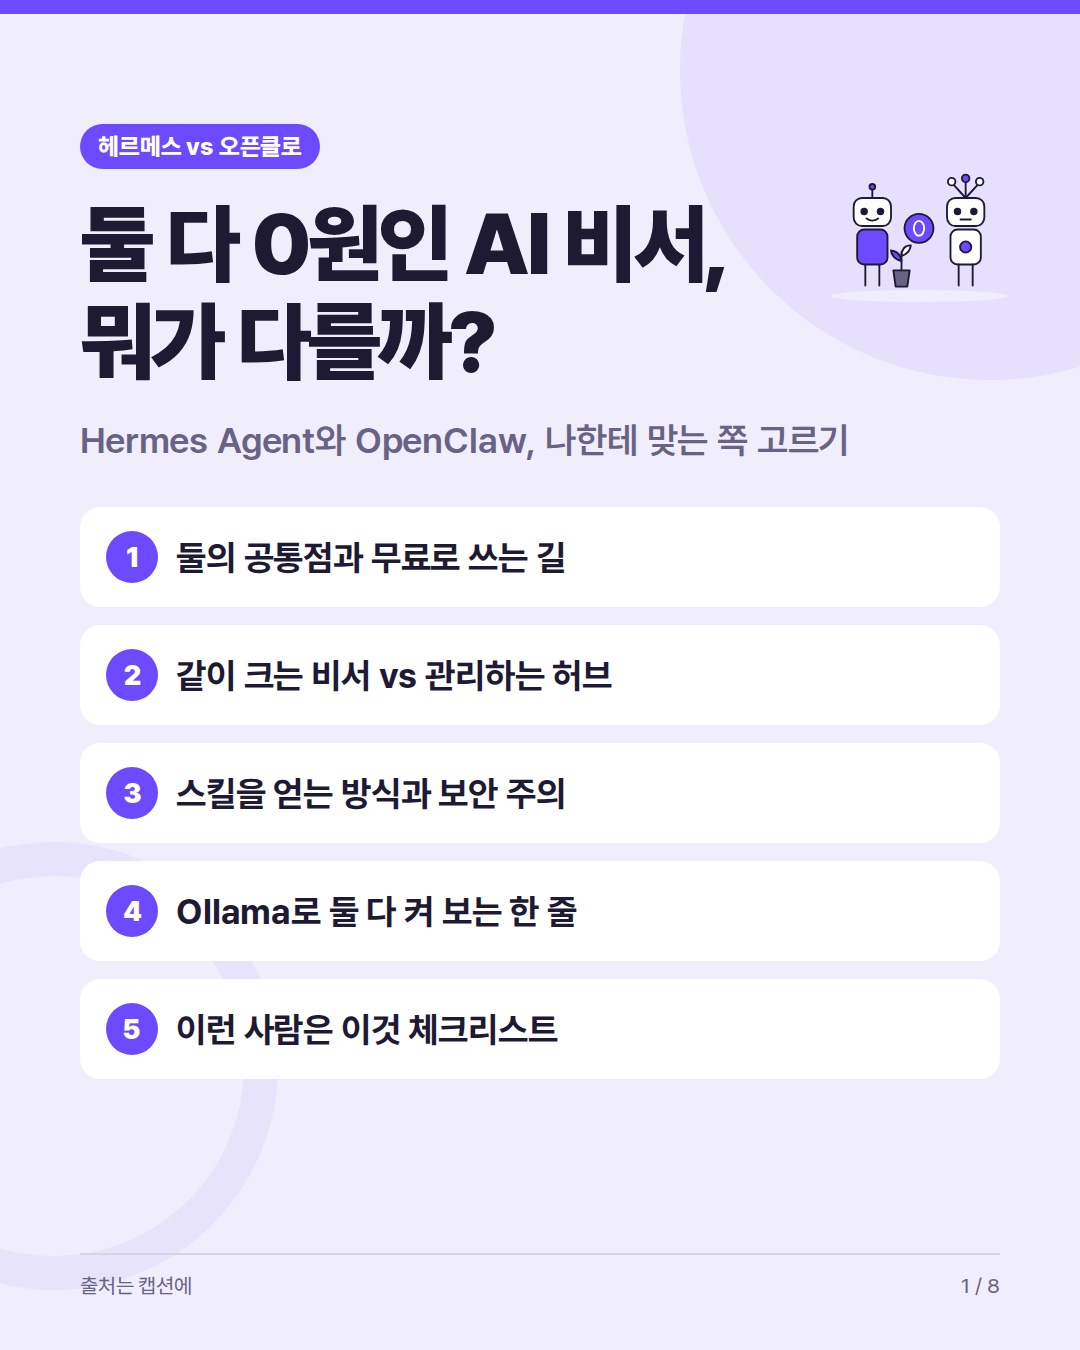 헤르메스 vs 오픈클로
둘 다 0원인 AI 비서,
뭐가 다를까?
Hermes Agent와 OpenClaw, 나한테 맞는 쪽 고르기
1 둘의 공통점과 무료로 쓰는 길
2 같이 크는 비서 vs 관리하는 허브
3 스킬을 얻는 방식과 보안 주의
4 Ollama로 둘 다 켜 보는 한 줄
5 이런 사람은 이것 체크리스트
출처는 캡션에
1 / 8